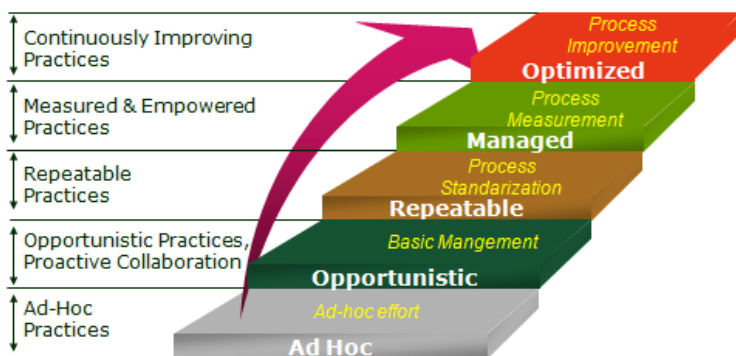 Continuously Improving
Practices
Process
Improvement
Optimized
Measured & Empowered
Practices
Process
Measurement
Managed
Repeatable
Practices
Process
Standarization
Repeatable
Opportunistic Practices,
Proactive Collaboration
Basic Mangement
Opportunistic
Ad-Hoc
Practices
Ad-hoc effort
Ad Hoc